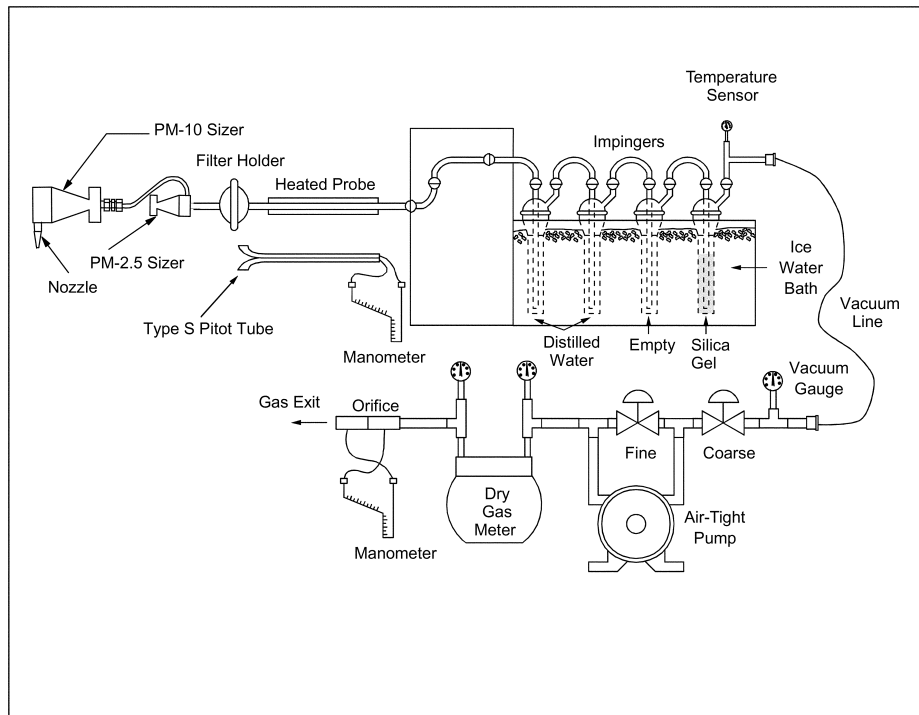 Temperature
Sensor
PM-10 Sizer
Impingers
Filter Holder
Heated Probe
PM-2.5 Sizer
Nozzle
Ice
Water
Bath
Type S Pitot Tube
Vacuum
Line
Distilled
Water
Empty
Silica
Gel
Manometer
Vacuum
Gauge
Gas Exit
Orifice
Fine
Coarse
Dry
Gas
Meter
Air-Tight
Pump
Manometer